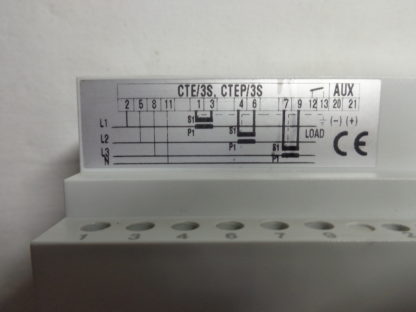 CTE/3S, CTEP/3S AUX
2 5 8 11 1 3 4 6 7 9 12 13 20 21
(-) (+)
L1 S1
P1 S1 LOAD CE
L2 P1 S1
L3 P1
N
1 3 4 6 7 9